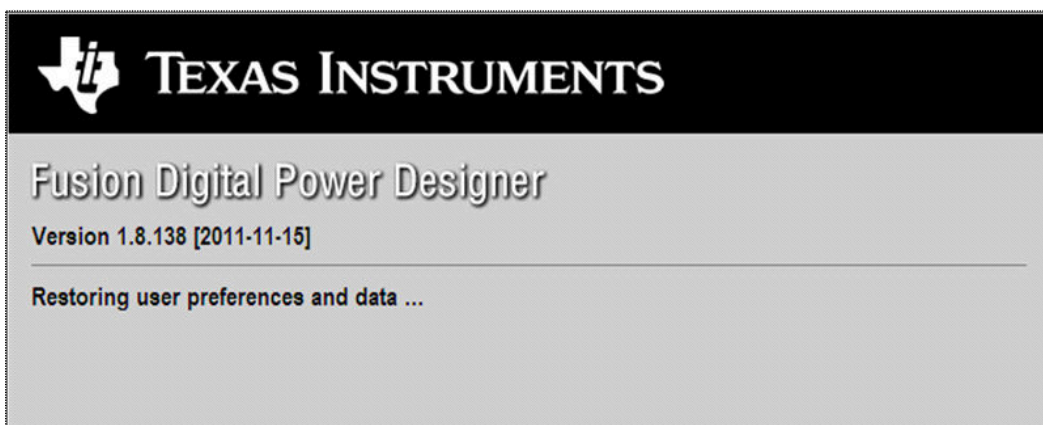 TEXAS INSTRUMENTS
Fusion Digital Power Designer
Version 1.8.138 [2011-11-15]
Restoring user preferences and data ...